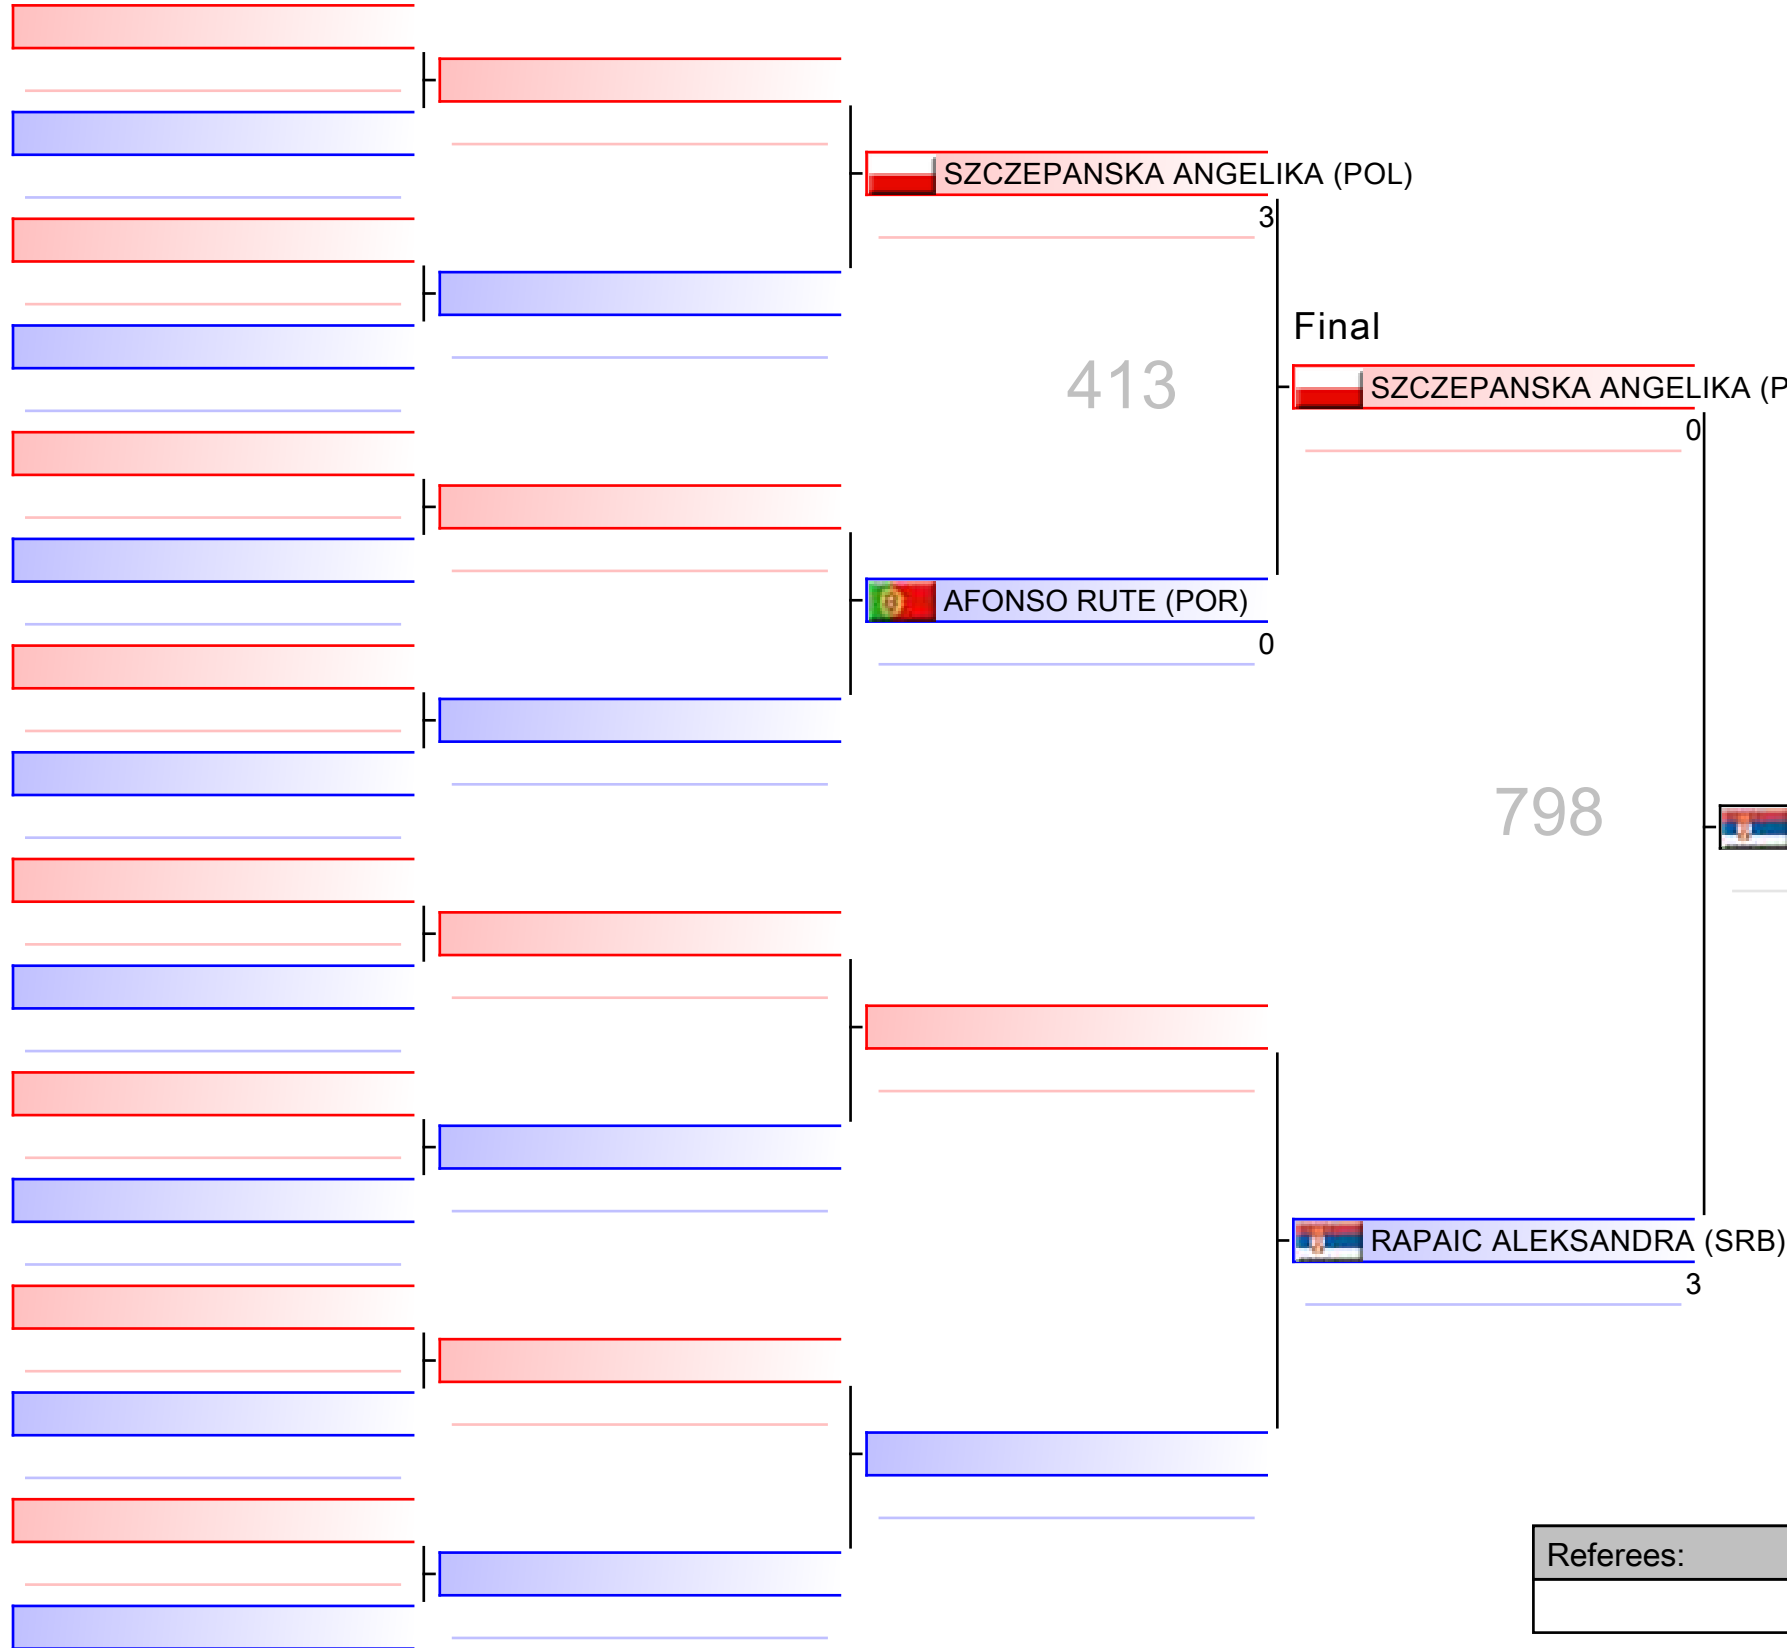 SZCZEPANSKA ANGELIKA (POL)
3
413
AFONSO RUTE (POR)
0
Final
SZCZEPANSKA ANGELIKA (P
0
798
RAPAIC ALEKSANDRA (SRB)
3
Referees: